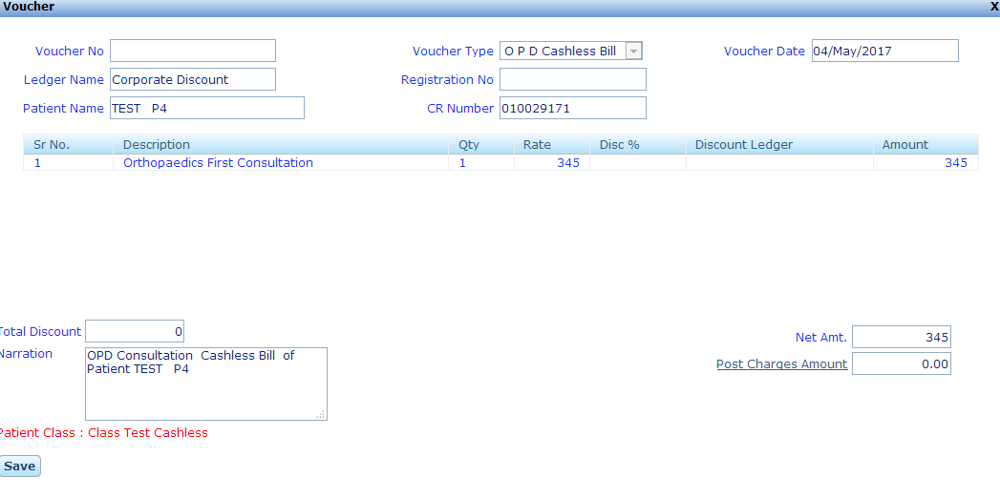 Voucher X
Voucher No Voucher Type O P D Cashless Bill Voucher Date 04/May/2017
Ledger Name Corporate Discount Registration No
Patient Name TEST P4 CR Number 010029171
Sr No. Description Qty Rate Disc % Discount Ledger Amount
1 Orthopaedics First Consultation 1 345 345
Total Discount 0
Net Amt. 345
Narration OPD Consultation Cashless Bill of
Patient TEST P4
Post Charges Amount 0.00
Patient Class : Class Test Cashless
Save